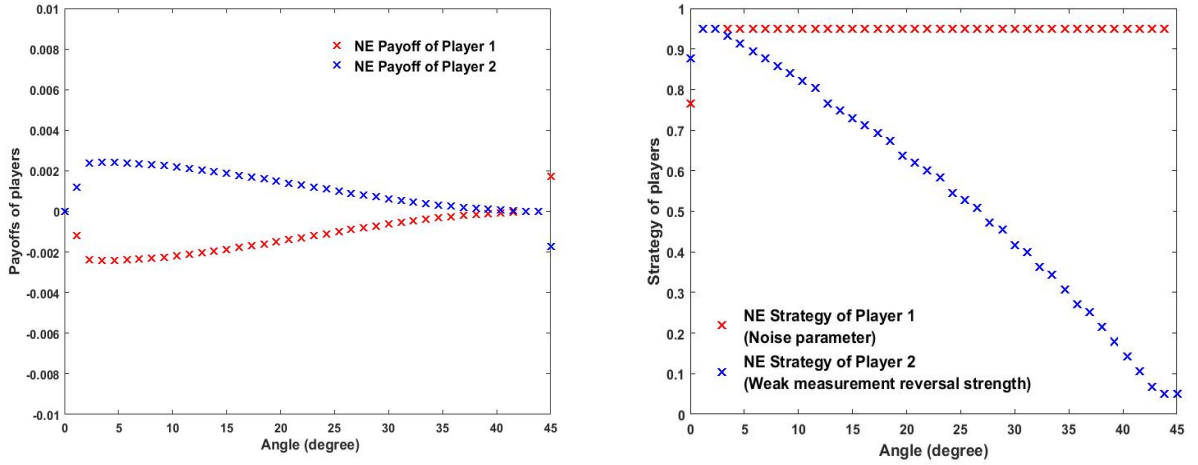 0.01
0.008
0.006
0.004
0.002
0
-0.002
-0.004
-0.006
-0.008
-0.01
Payoffs of players
NE Payoff of Player 1
NE Payoff of Player 2
0 5 10 15 20 25 30 35 40 45
Angle (degree)
1
0.9
0.8
0.7
0.6
0.5
0.4
0.3
0.2
0.1
0
Strategy of players
NE Strategy of Player 1
(Noise parameter)
NE Strategy of Player 2
(Weak measurement reversal strength)
0 5 10 15 20 25 30 35 40 45
Angle (degree)